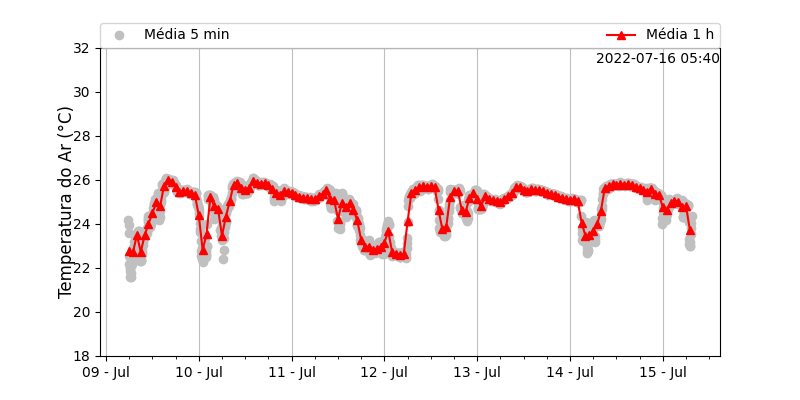 Média 5 min
Média 1 h
2022-07-16 05:40
Temperatura do Ar (°C)
32
30
28
26
24
22
20
18
09 - Jul
10 - Jul
11 - Jul
12 - Jul
13 - Jul
14 - Jul
15 - Jul